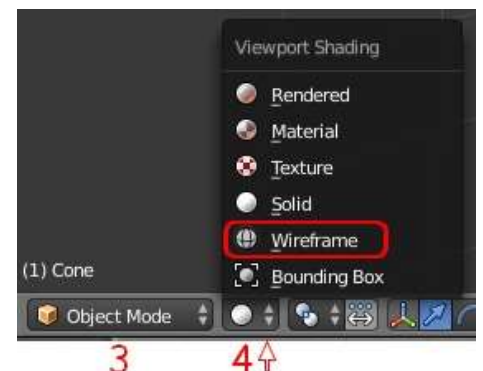 Viewport Shading
Rendered
Material
Texture
Solid
Wireframe
Bounding Box
(1) Cone
Object Mode
3 4